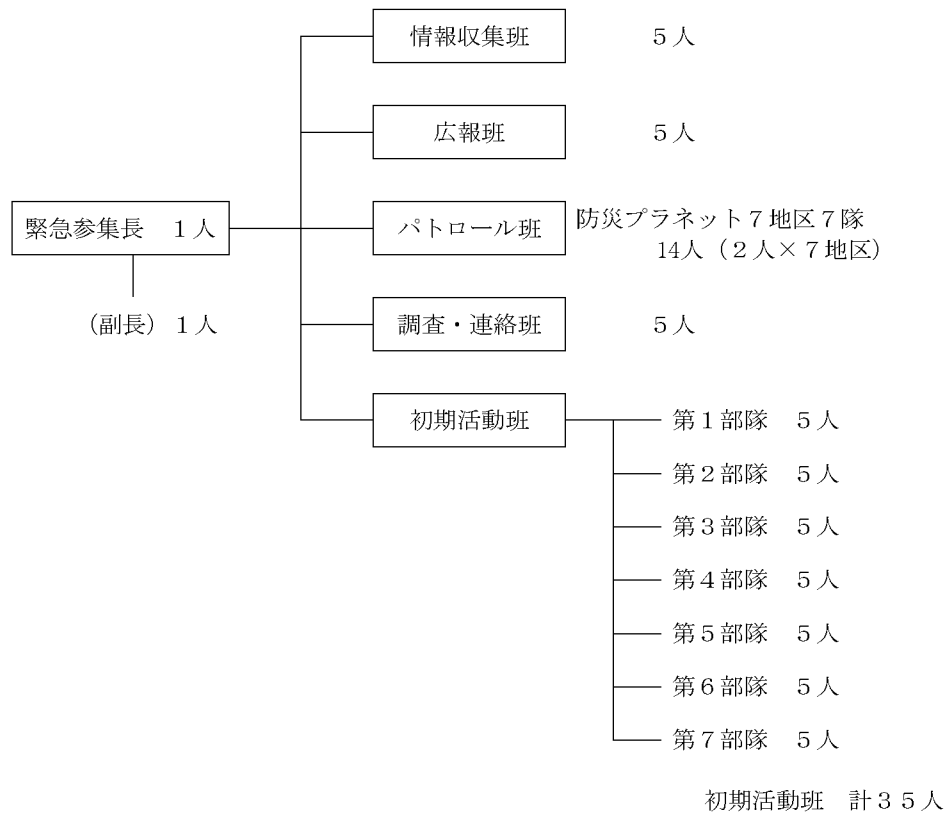 情報収集班　５人
広報班　５人
緊急参集長　１人
パトロール班　防災プラネット７地区７隊
14人（２人×７地区）
（副長）１人
調査・連絡班　５人
初期活動班
第１部隊　５人
第２部隊　５人
第３部隊　５人
第４部隊　５人
第５部隊　５人
第６部隊　５人
第７部隊　５人
初期活動班　計３５人